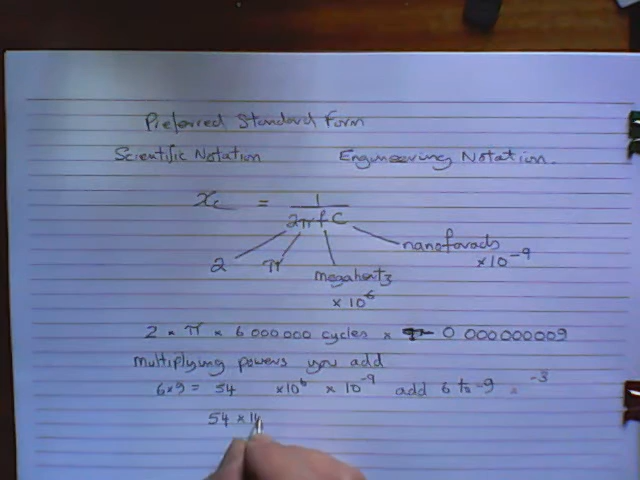 Preferred Standard Form
Scientific Notation Engineering Notation.
Xc = 1
2πfC
2 π megahertz nanofarads
× 10⁶ ×10⁻⁹
2 × π × 6 000000 cycles × 0 000000009
multiplying powers you add
6×9 = 54 ×10⁶ × 10⁻⁹ add 6 to -9 = -3
54 × 1